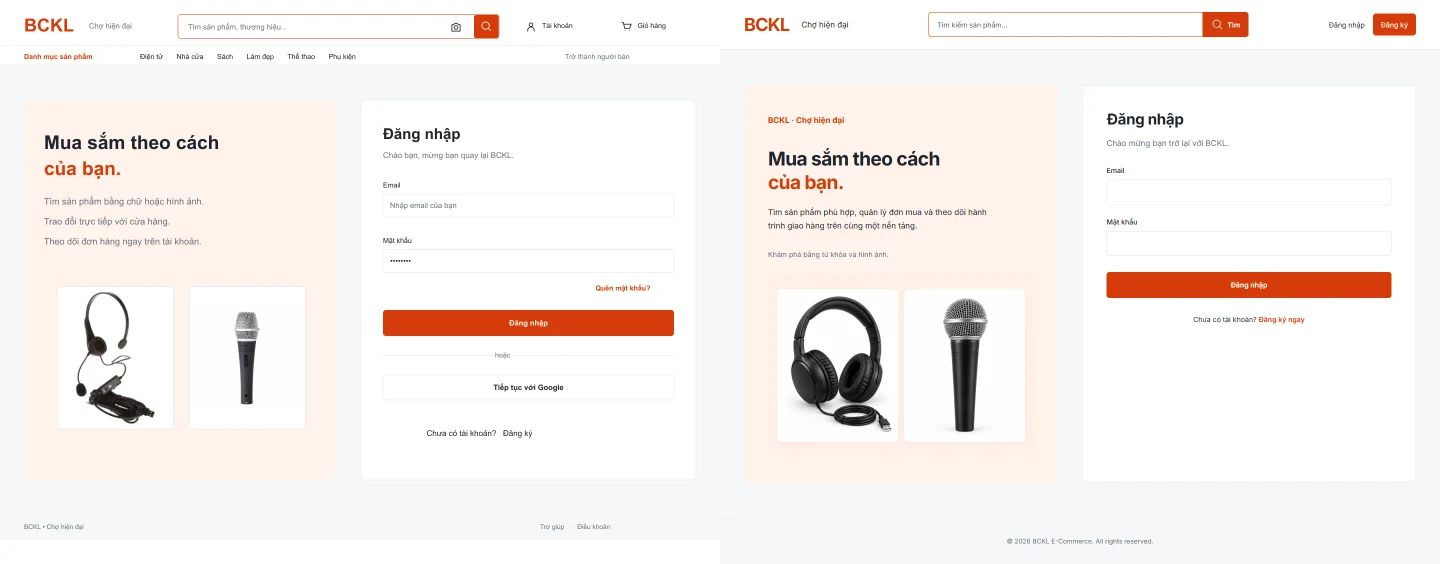 BCKL Chợ hiện đại
Tìm sản phẩm, thương hiệu...
Tài khoản
Giỏ hàng
Danh mục sản phẩm
Điện tử Nhà cửa Sách Làm đẹp Thể thao Phụ kiện
Trở thành người bán
Mua sắm theo cách
của bạn.
Tìm sản phẩm bằng chữ hoặc hình ảnh.
Trao đổi trực tiếp với cửa hàng.
Theo dõi đơn hàng ngay trên tài khoản.
Đăng nhập
Chào bạn, mừng bạn quay lại BCKL.
Email
Nhập email của bạn
Mật khẩu
••••••••
Quên mật khẩu?
Đăng nhập
hoặc
Tiếp tục với Google
Chưa có tài khoản? Đăng ký
BCKL • Chợ hiện đại
Trợ giúp · Điều khoản
BCKL Chợ hiện đại
Tìm kiếm sản phẩm...
Tìm
Đăng nhập
Đăng ký
BCKL · Chợ hiện đại
Mua sắm theo cách
của bạn.
Tìm sản phẩm phù hợp, quản lý đơn mua và theo dõi hành
trình giao hàng trên cùng một nền tảng.
Khám phá bằng từ khóa và hình ảnh.
Đăng nhập
Chào mừng bạn trở lại với BCKL.
Email
Mật khẩu
Đăng nhập
Chưa có tài khoản? Đăng ký ngay
© 2026 BCKL E-Commerce. All rights reserved.